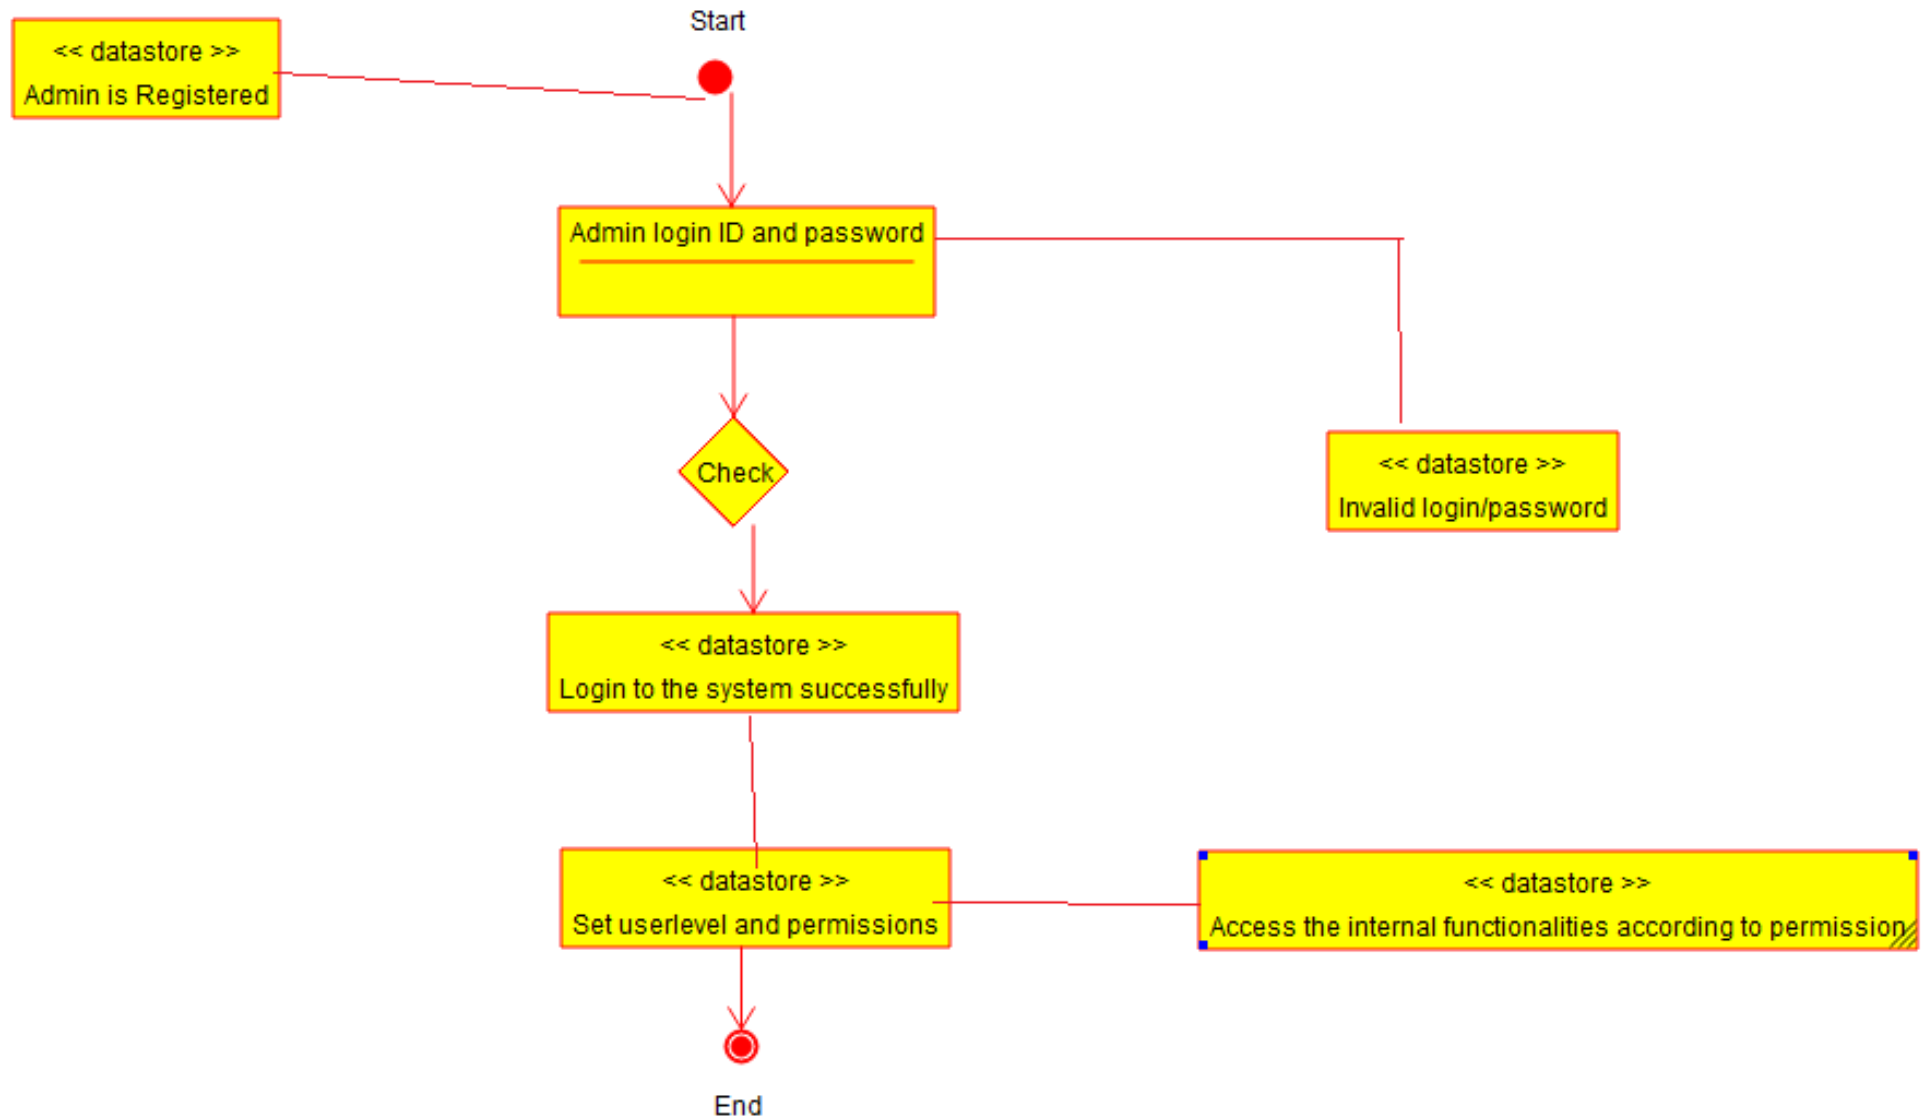 Start
<< datastore >>
Admin is Registered
Admin login ID and password
Check
<< datastore >>
Invalid login/password
<< datastore >>
Login to the system successfully
<< datastore >>
Set userlevel and permissions
<< datastore >>
Access the internal functionalities according to permission
End